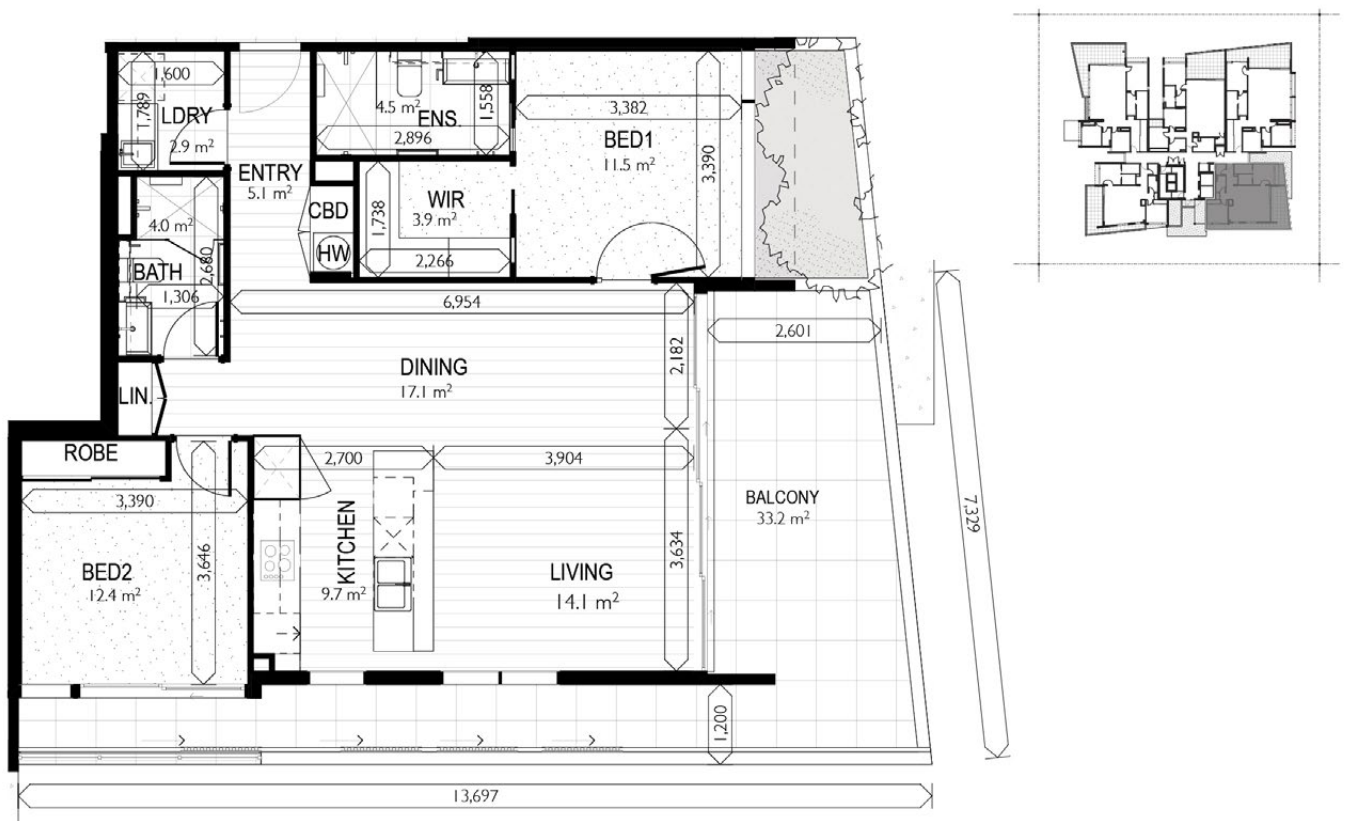 1,600
1,789
LDRY
2.9 m²
ENTRY
5.1 m²
4.5 m²
ENS.
2,896
1,558
3,382
BED1
11.5 m²
3,390
WIR
3.9 m²
1,738
2,266
CBD
HW
4.0 m²
BATH
2,680
1,306
6,954
2,182
2,601
DINING
17.1 m²
LIN.
ROBE
3,390
3,646
BED2
12.4 m²
2,700
3,904
KITCHEN
9.7 m²
LIVING
14.1 m²
3,634
BALCONY
33.2 m²
7,329
1,200
13,697